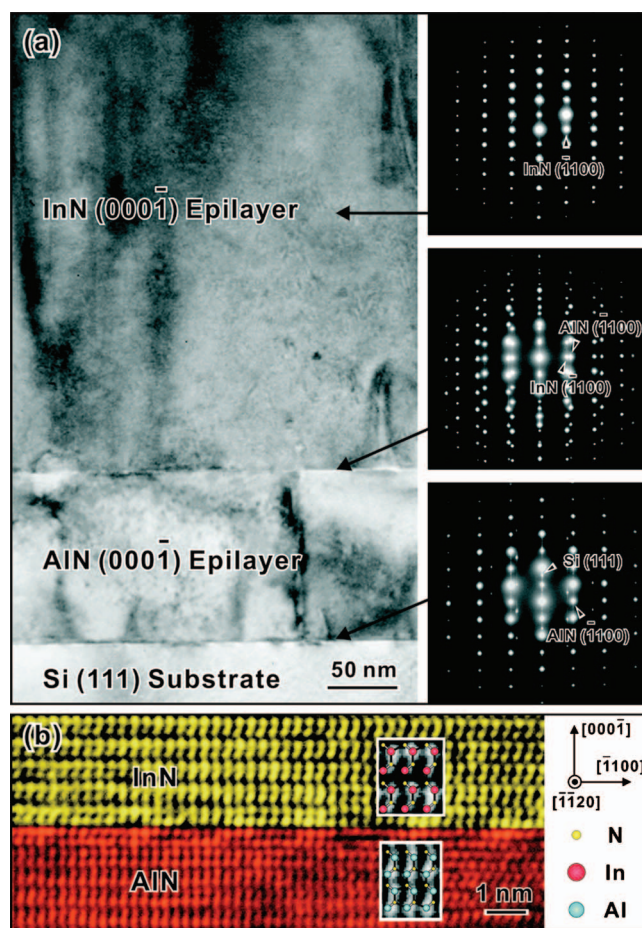 (a)
InN (0001̄) Epilayer
AlN (0001̄) Epilayer
Si (111) Substrate
50 nm
InN (1̄100)
AlN (1̄100)
InN (1̄100)
Si (111)
AlN (1̄100)
(b)
InN
AlN
1 nm
[0001̄]
[1̄100]
[1̄1̄20]
N
In
Al